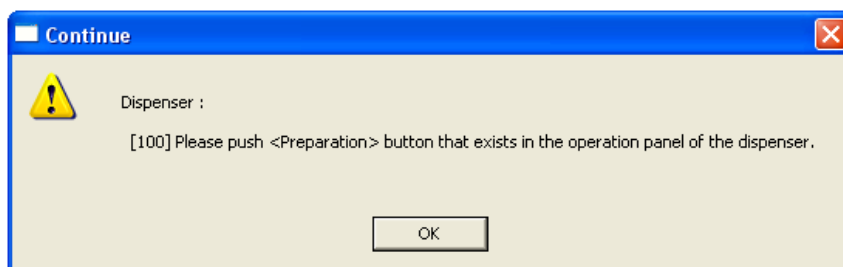 Continue
Dispenser :
[100] Please push <Preparation> button that exists in the operation panel of the dispenser.
OK